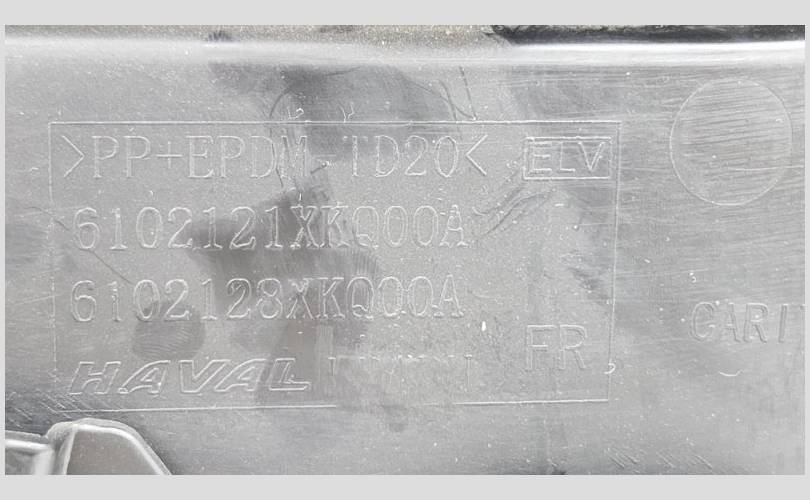 >PP+EPDM-TD20< ELV
6102121XKQ00A
6102128XKQ00A
FR
HAVAL